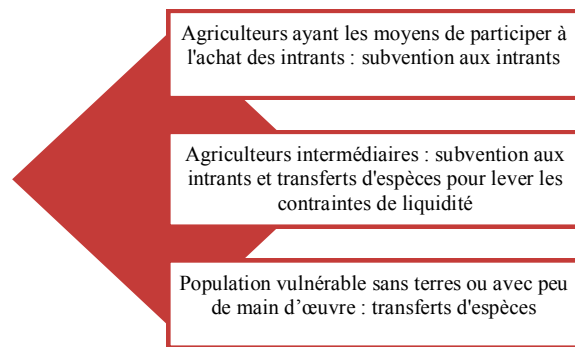 Agriculteurs ayant les moyens de participer à
l'achat des intrants : subvention aux intrants
Agriculteurs intermédiaires : subvention aux
intrants et transferts d'espèces pour lever les
contraintes de liquidité
Population vulnérable sans terres ou avec peu
de main d’œuvre : transferts d'espèces